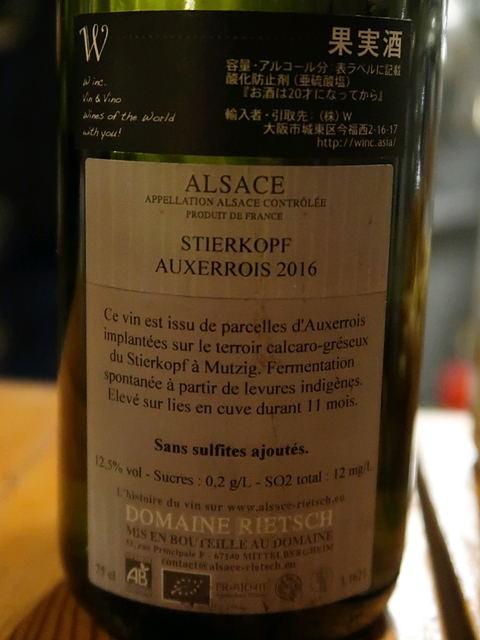 W
果実酒
W inc.
Vin & Vino
Wines of the World
with you!
容量・アルコール分：表ラベルに記載
酸化防止剤（亜硫酸塩）
『お酒は20才になってから』
輸入者・引取先：（株）W
大阪市城東区今福西2-16-17
http://winc.asia/
ALSACE
APPELLATION ALSACE CONTRÔLÉE
PRODUIT DE FRANCE
STIERKOPF
AUXERROIS 2016
Ce vin est issu de parcelles d'Auxerrois
implantées sur le terroir calcaro-gréseux
du Stierkopf à Mutzig. Fermentation
spontanée à partir de levures indigènes.
Elevé sur lies en cuve durant 11 mois.
Sans sulfites ajoutés.
12,5% vol - Sucres : 0,2 g/L - SO2 total : 12 mg/L
L'histoire du vin sur www.alsace-rietsch.eu
DOMAINE RIETSCH
MIS EN BOUTEILLE AU DOMAINE
rue Principale F - 67140 MITTELBERGHEIM
contact@alsace-rietsch.eu
75 cl
AB